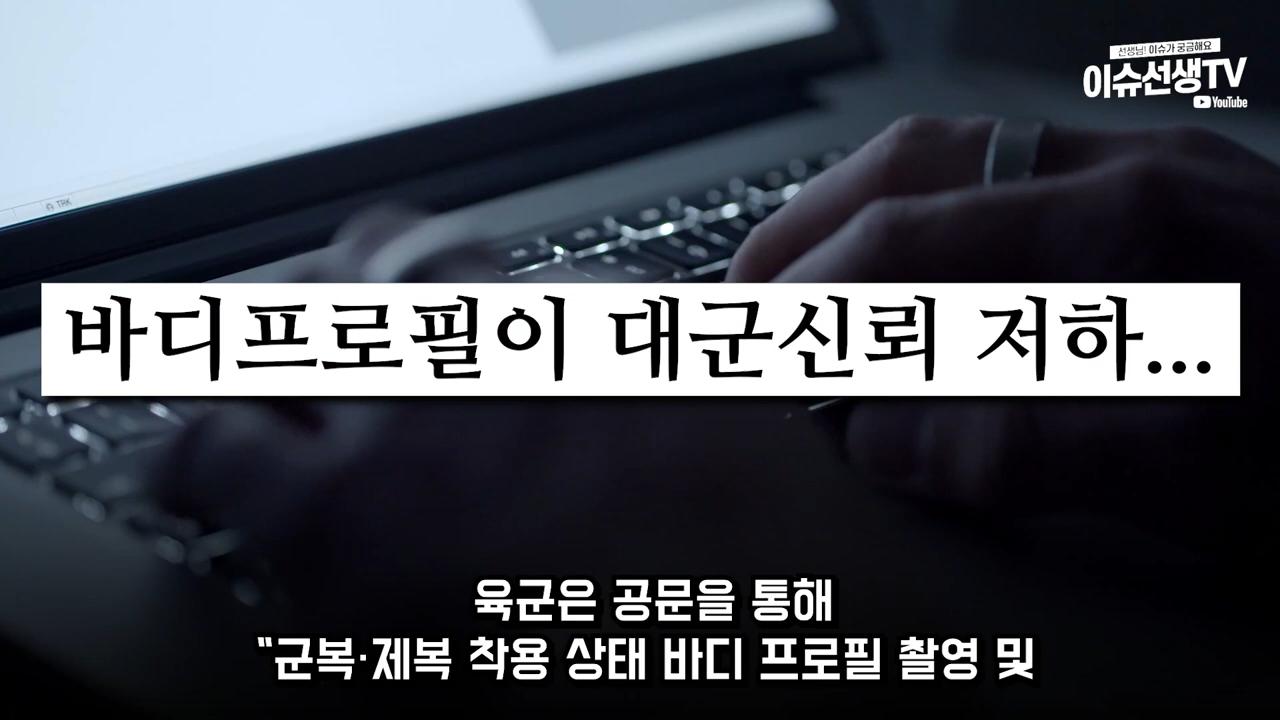 선생님! 이슈가 궁금해요
이슈선생TV
YouTube
TRK
바디프로필이 대군신뢰 저하...
육군은 공문을 통해
“군복·제복 착용 상태 바디 프로필 촬영 및